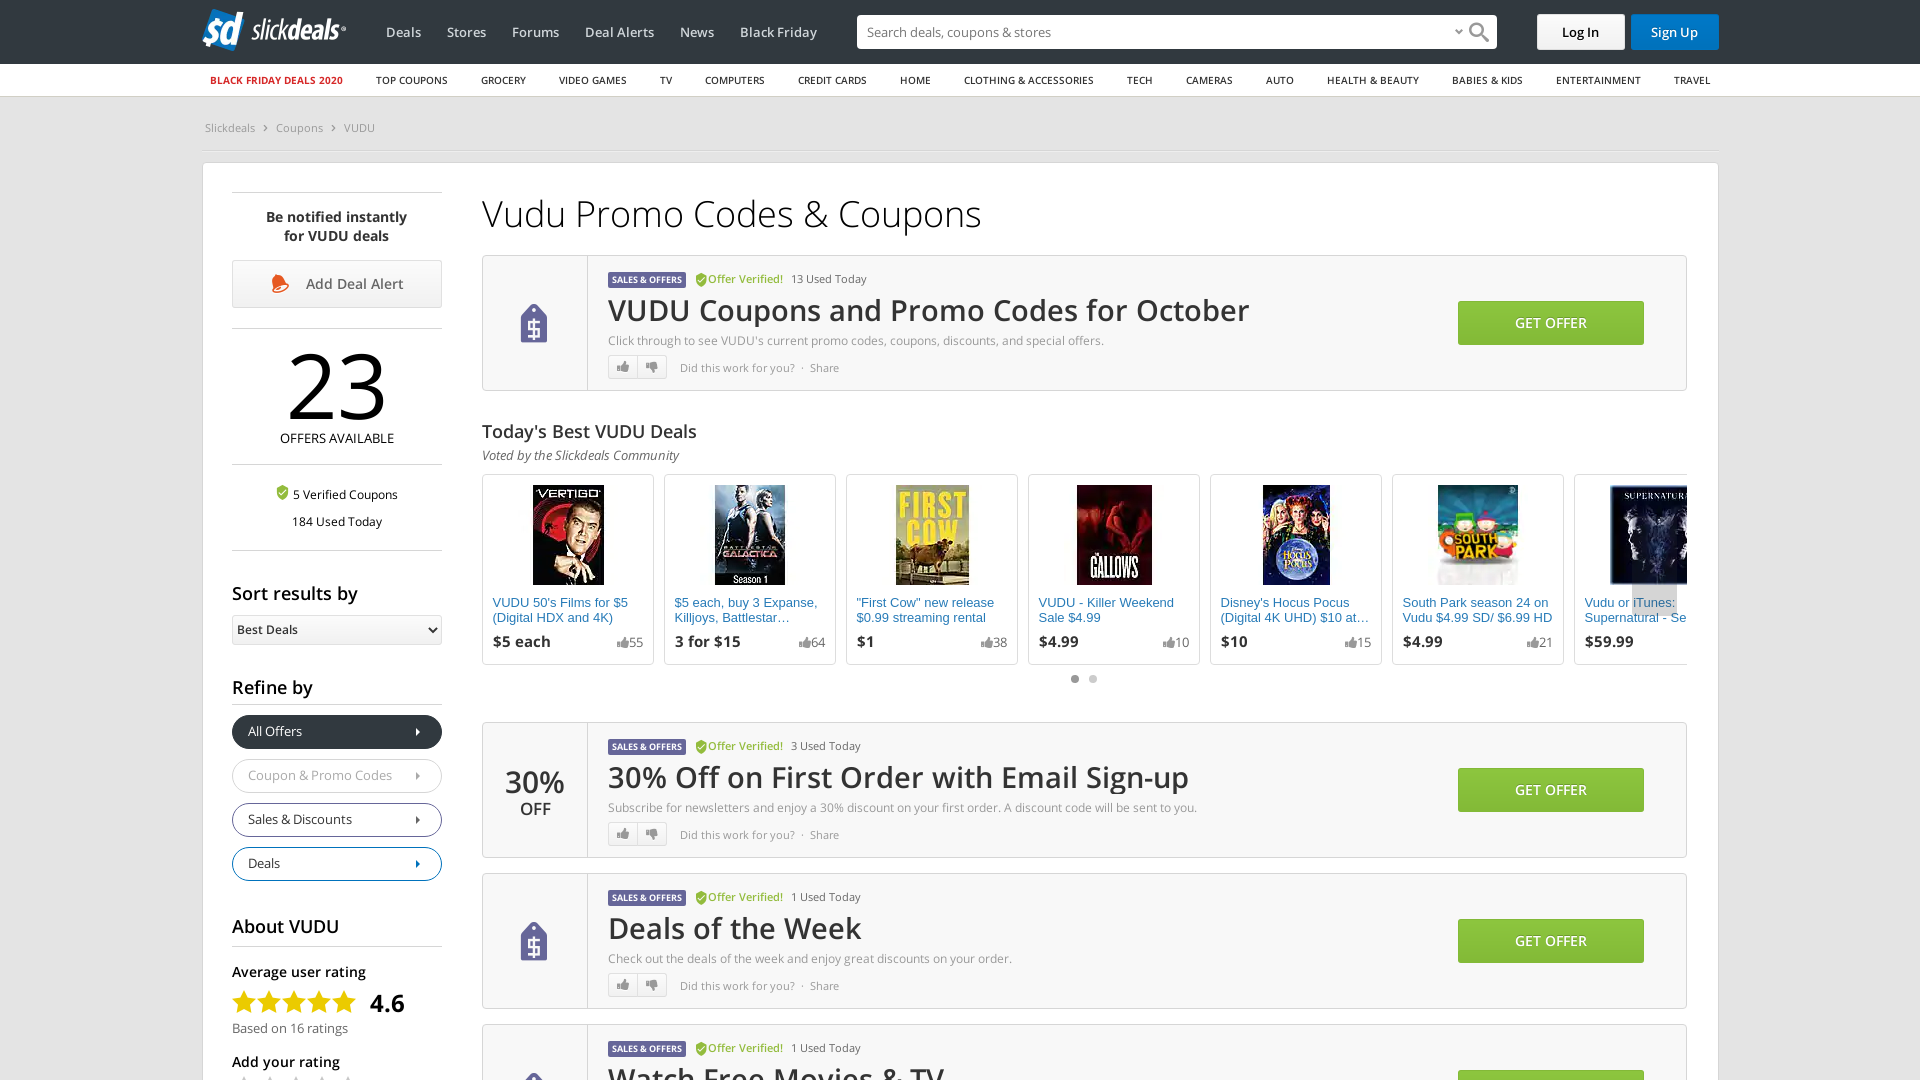 slickdeals
Deals
Stores
Forums
Deal Alerts
News
Black Friday
Search deals, coupons & stores
Log In
Sign Up
BLACK FRIDAY DEALS 2020
TOP COUPONS
GROCERY
VIDEO GAMES
TV
COMPUTERS
CREDIT CARDS
HOME
CLOTHING & ACCESSORIES
TECH
CAMERAS
AUTO
HEALTH & BEAUTY
BABIES & KIDS
ENTERTAINMENT
TRAVEL
Slickdeals
Coupons
VUDU
Be notified instantly
for VUDU deals
Add Deal Alert
23
OFFERS AVAILABLE
5 Verified Coupons
184 Used Today
Sort results by
Best Deals
Refine by
All Offers
Coupon & Promo Codes
Sales & Discounts
Deals
About VUDU
Average user rating
4.6
Based on 16 ratings
Add your rating
Vudu Promo Codes & Coupons
SALES & OFFERS
Offer Verified!
13 Used Today
VUDU Coupons and Promo Codes for October
Click through to see VUDU's current promo codes, coupons, discounts, and special offers.
Did this work for you? · Share
GET OFFER
Today's Best VUDU Deals
Voted by the Slickdeals Community
VERTIGO
VUDU 50's Films for $5
(Digital HDX and 4K)
$5 each
55
BATTLESTAR
GALACTICA
Season 1
$5 each, buy 3 Expanse,
Killjoys, Battlestar…
3 for $15
64
FIRST
COW
"First Cow" new release
$0.99 streaming rental
$1
38
THE
GALLOWS
VUDU - Killer Weekend
Sale $4.99
$4.99
10
Disney's
HOCUS
POCUS
Disney's Hocus Pocus
(Digital 4K UHD) $10 at…
$10
15
SOUTH
PARK
South Park season 24 on
Vudu $4.99 SD/ $6.99 HD
$4.99
21
SUPERNATURA
Vudu or iTunes:
Supernatural - Se
$59.99
30%
OFF
SALES & OFFERS
Offer Verified!
3 Used Today
30% Off on First Order with Email Sign-up
Subscribe for newsletters and enjoy a 30% discount on your first order. A discount code will be sent to you.
Did this work for you? · Share
GET OFFER
SALES & OFFERS
Offer Verified!
1 Used Today
Deals of the Week
Check out the deals of the week and enjoy great discounts on your order.
Did this work for you? · Share
GET OFFER
SALES & OFFERS
Offer Verified!
1 Used Today
Watch Free Movies & TV